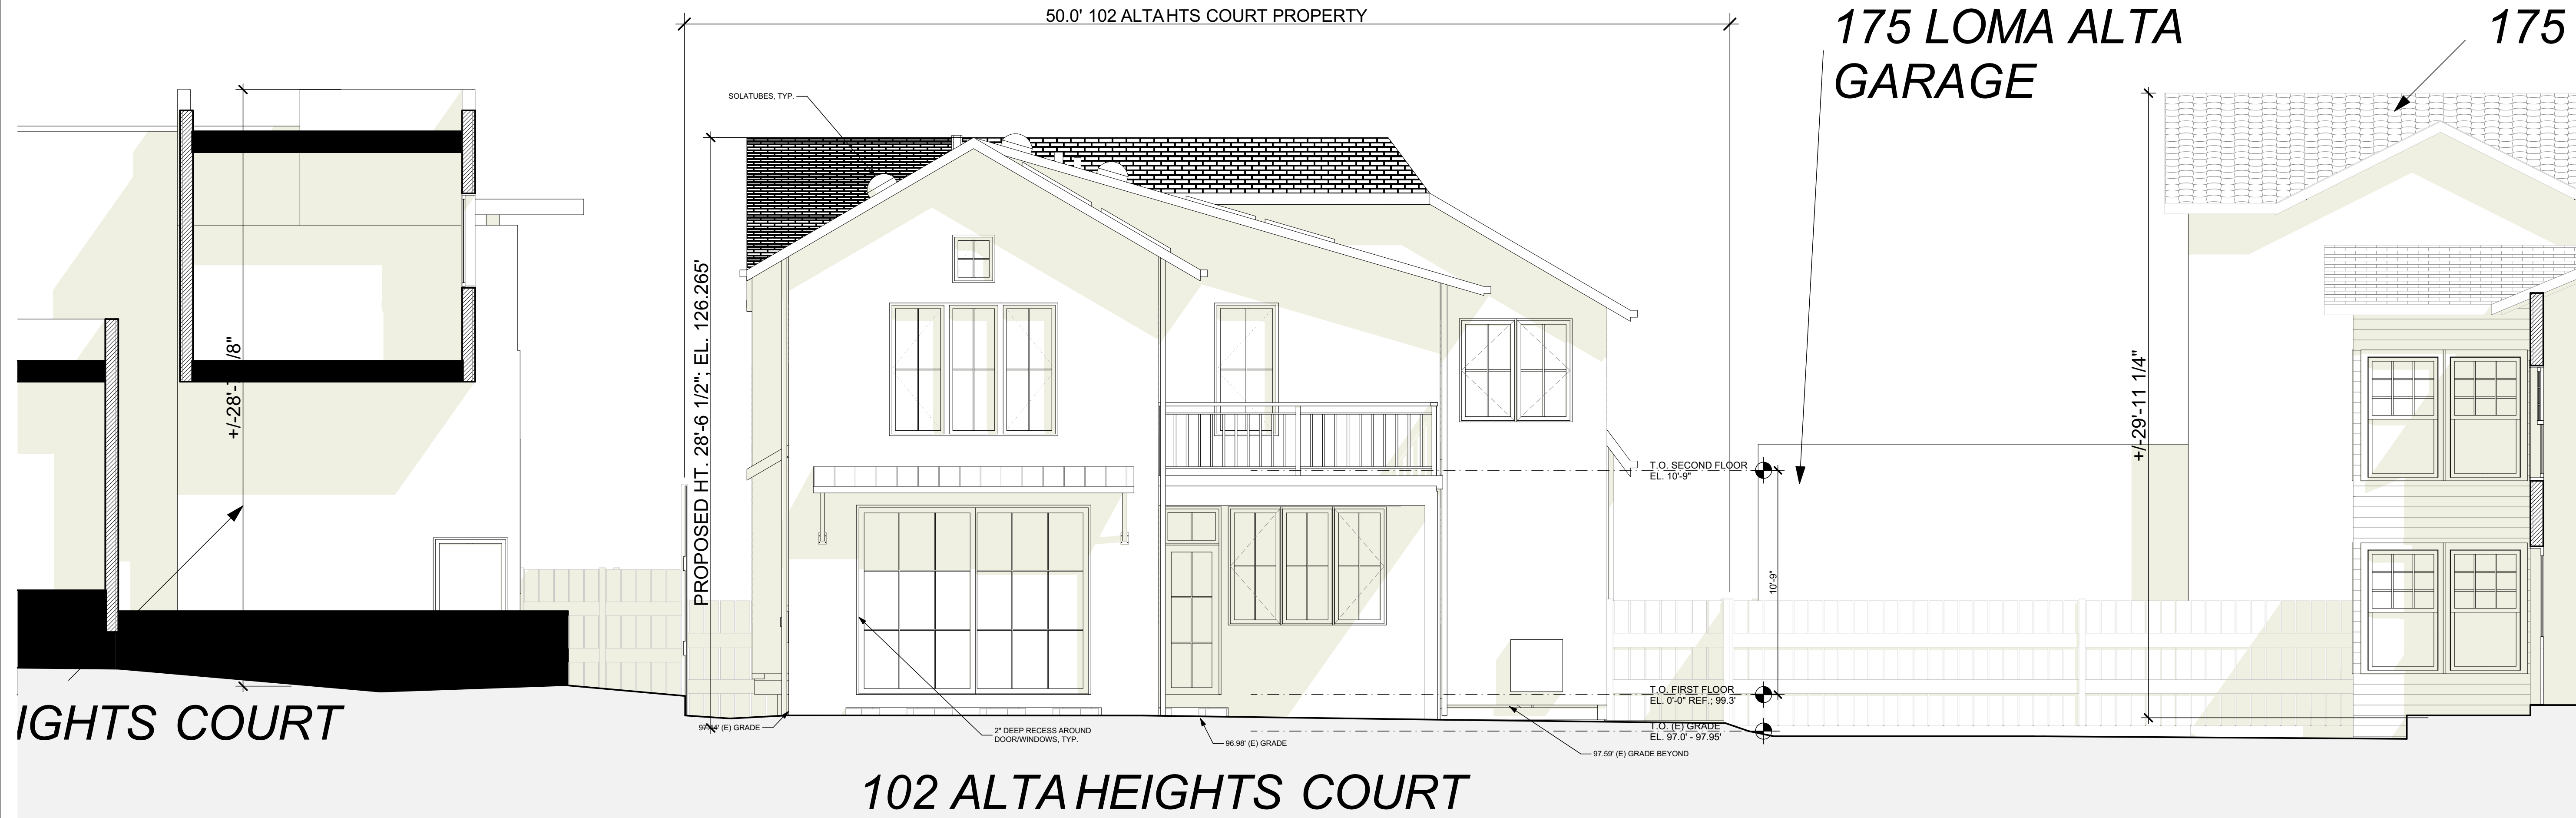 50.0' 102 ALTA HTS COURT PROPERTY
175 LOMA ALTA
GARAGE
175
SOLATUBES, TYP.
PROPOSED HT. 28'-6 1/2"; EL. 126.265'
+/-28'-
/8"
+/-29'-11 1/4"
T.O. SECOND FLOOR
EL. 10'-9"
10'-9"
T.O. FIRST FLOOR
EL. 0'-0" REF.; 99.3'
T.O. (E) GRADE
EL. 97.0' - 97.95'
(E) GRADE
2" DEEP RECESS AROUND
DOOR/WINDOWS, TYP.
96.98' (E) GRADE
97.59' (E) GRADE BEYOND
IGHTS COURT
102 ALTA HEIGHTS COURT